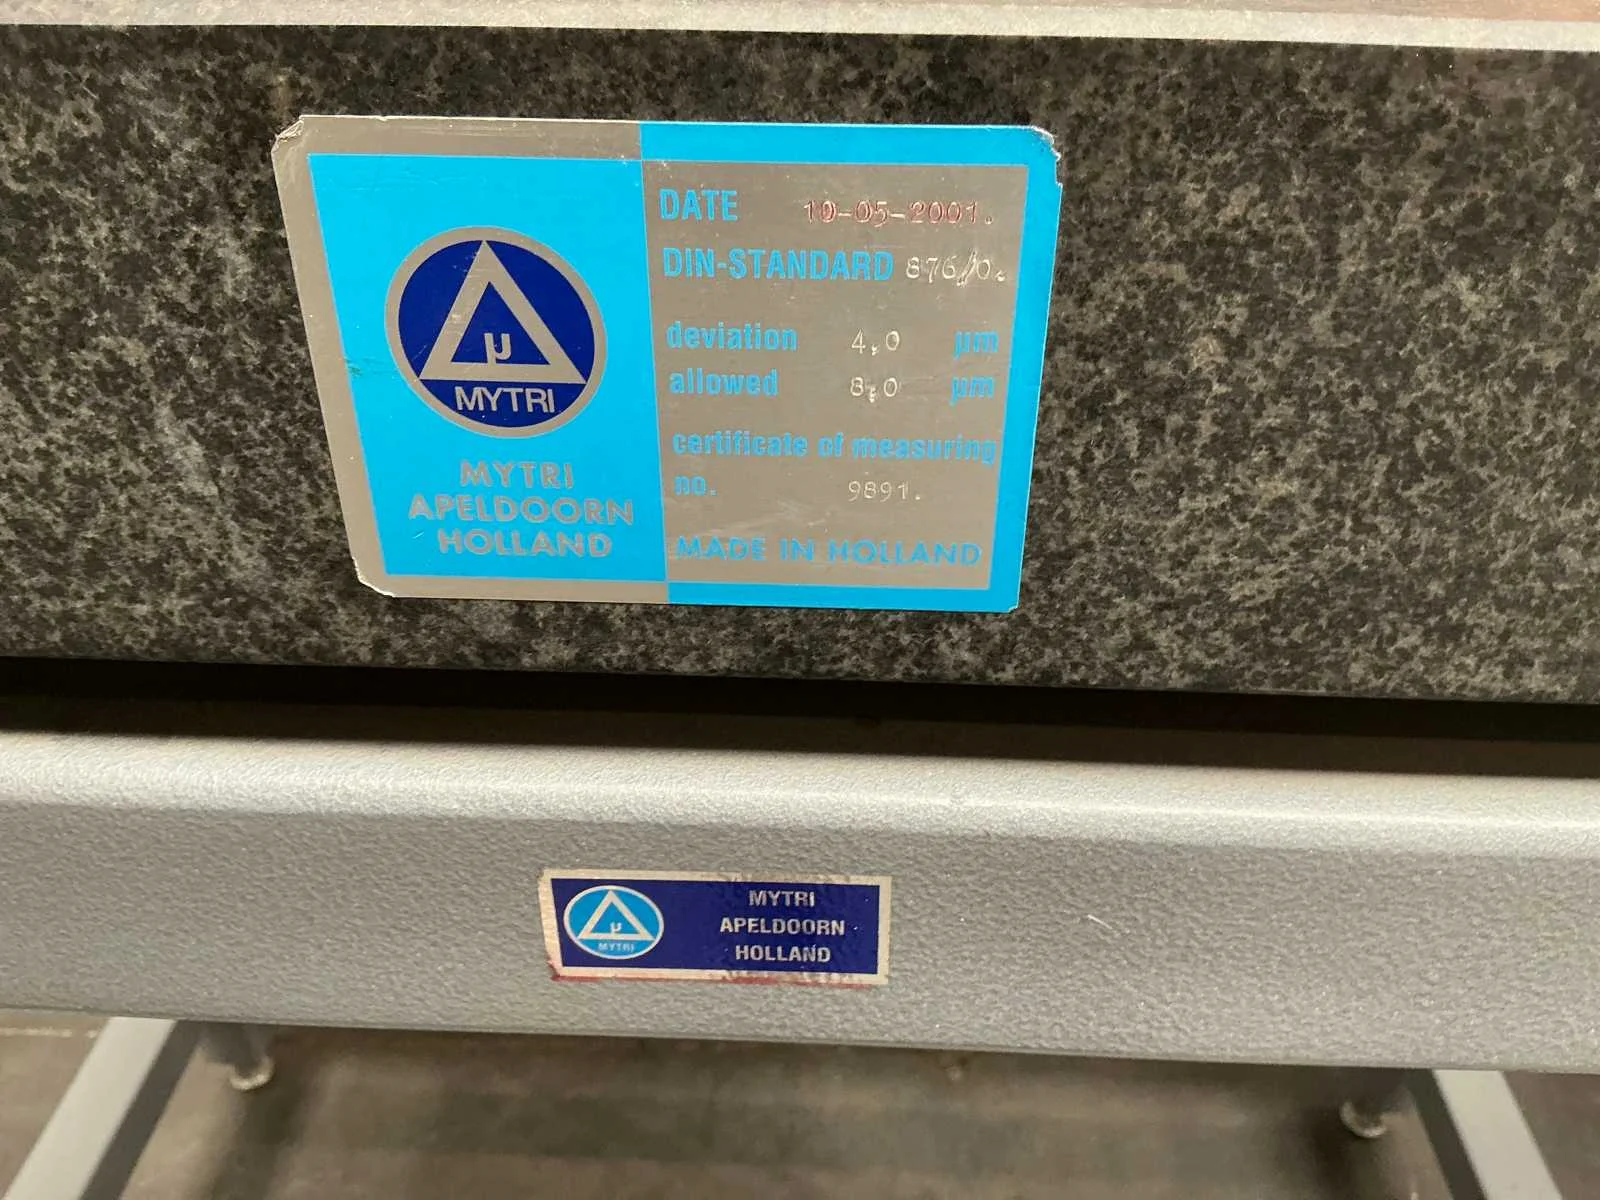 µ
MYTRI
MYTRI
APELDOORN
HOLLAND
DATE 10-05-2001.
DIN-STANDARD 876/0.
deviation 4,0 µm
allowed 8,0 µm
certificate of measuring
no. 9891.
MADE IN HOLLAND
µ
MYTRI
MYTRI
APELDOORN
HOLLAND